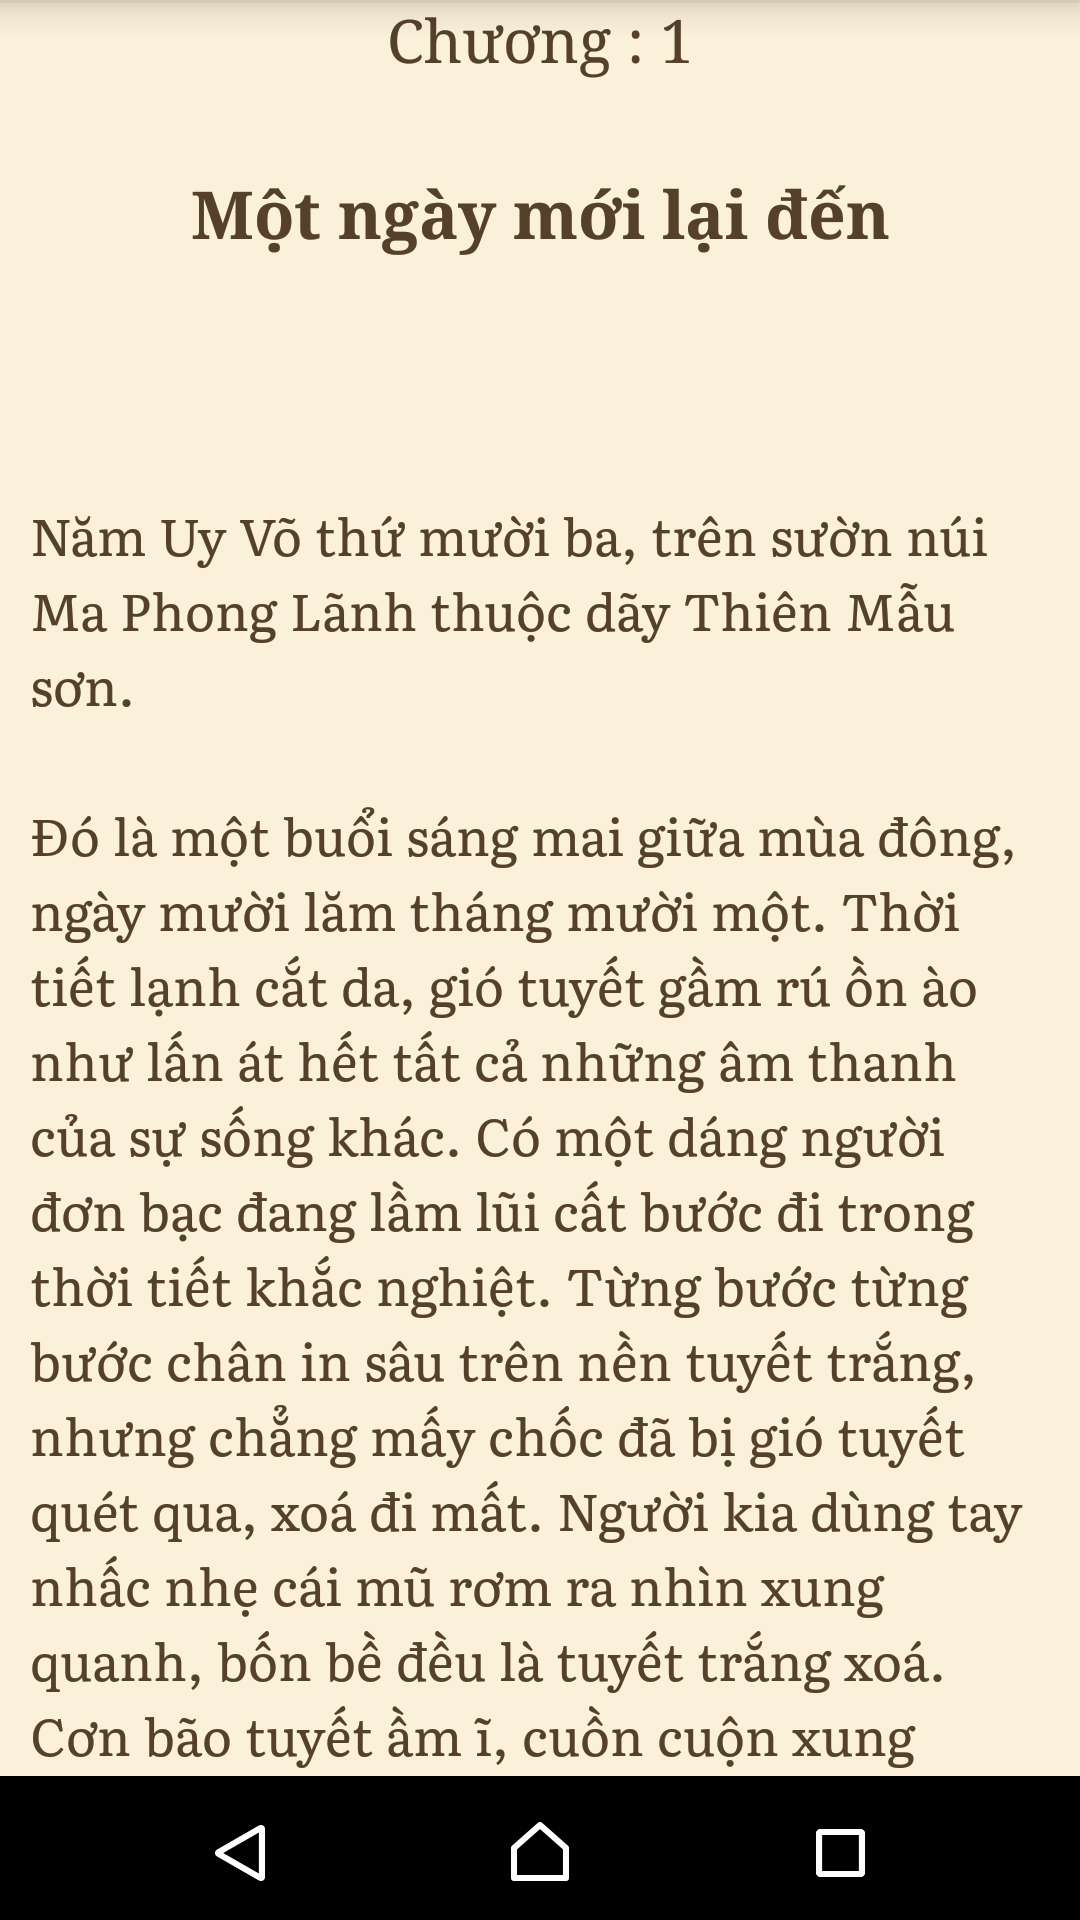 Chương : 1
Một ngày mới lại đến
Năm Uy Võ thứ mười ba, trên sườn núi
Ma Phong Lãnh thuộc dãy Thiên Mẫu
sơn.
Đó là một buổi sáng mai giữa mùa đông,
ngày mười lăm tháng mười một. Thời
tiết lạnh cắt da, gió tuyết gầm rú ồn ào
như lấn át hết tất cả những âm thanh
của sự sống khác. Có một dáng người
đơn bạc đang lầm lũi cất bước đi trong
thời tiết khắc nghiệt. Từng bước từng
bước chân in sâu trên nền tuyết trắng,
nhưng chẳng mấy chốc đã bị gió tuyết
quét qua, xoá đi mất. Người kia dùng tay
nhấc nhẹ cái mũ rơm ra nhìn xung
quanh, bốn bề đều là tuyết trắng xoá.
Cơn bão tuyết ầm ĩ, cuồn cuộn xung